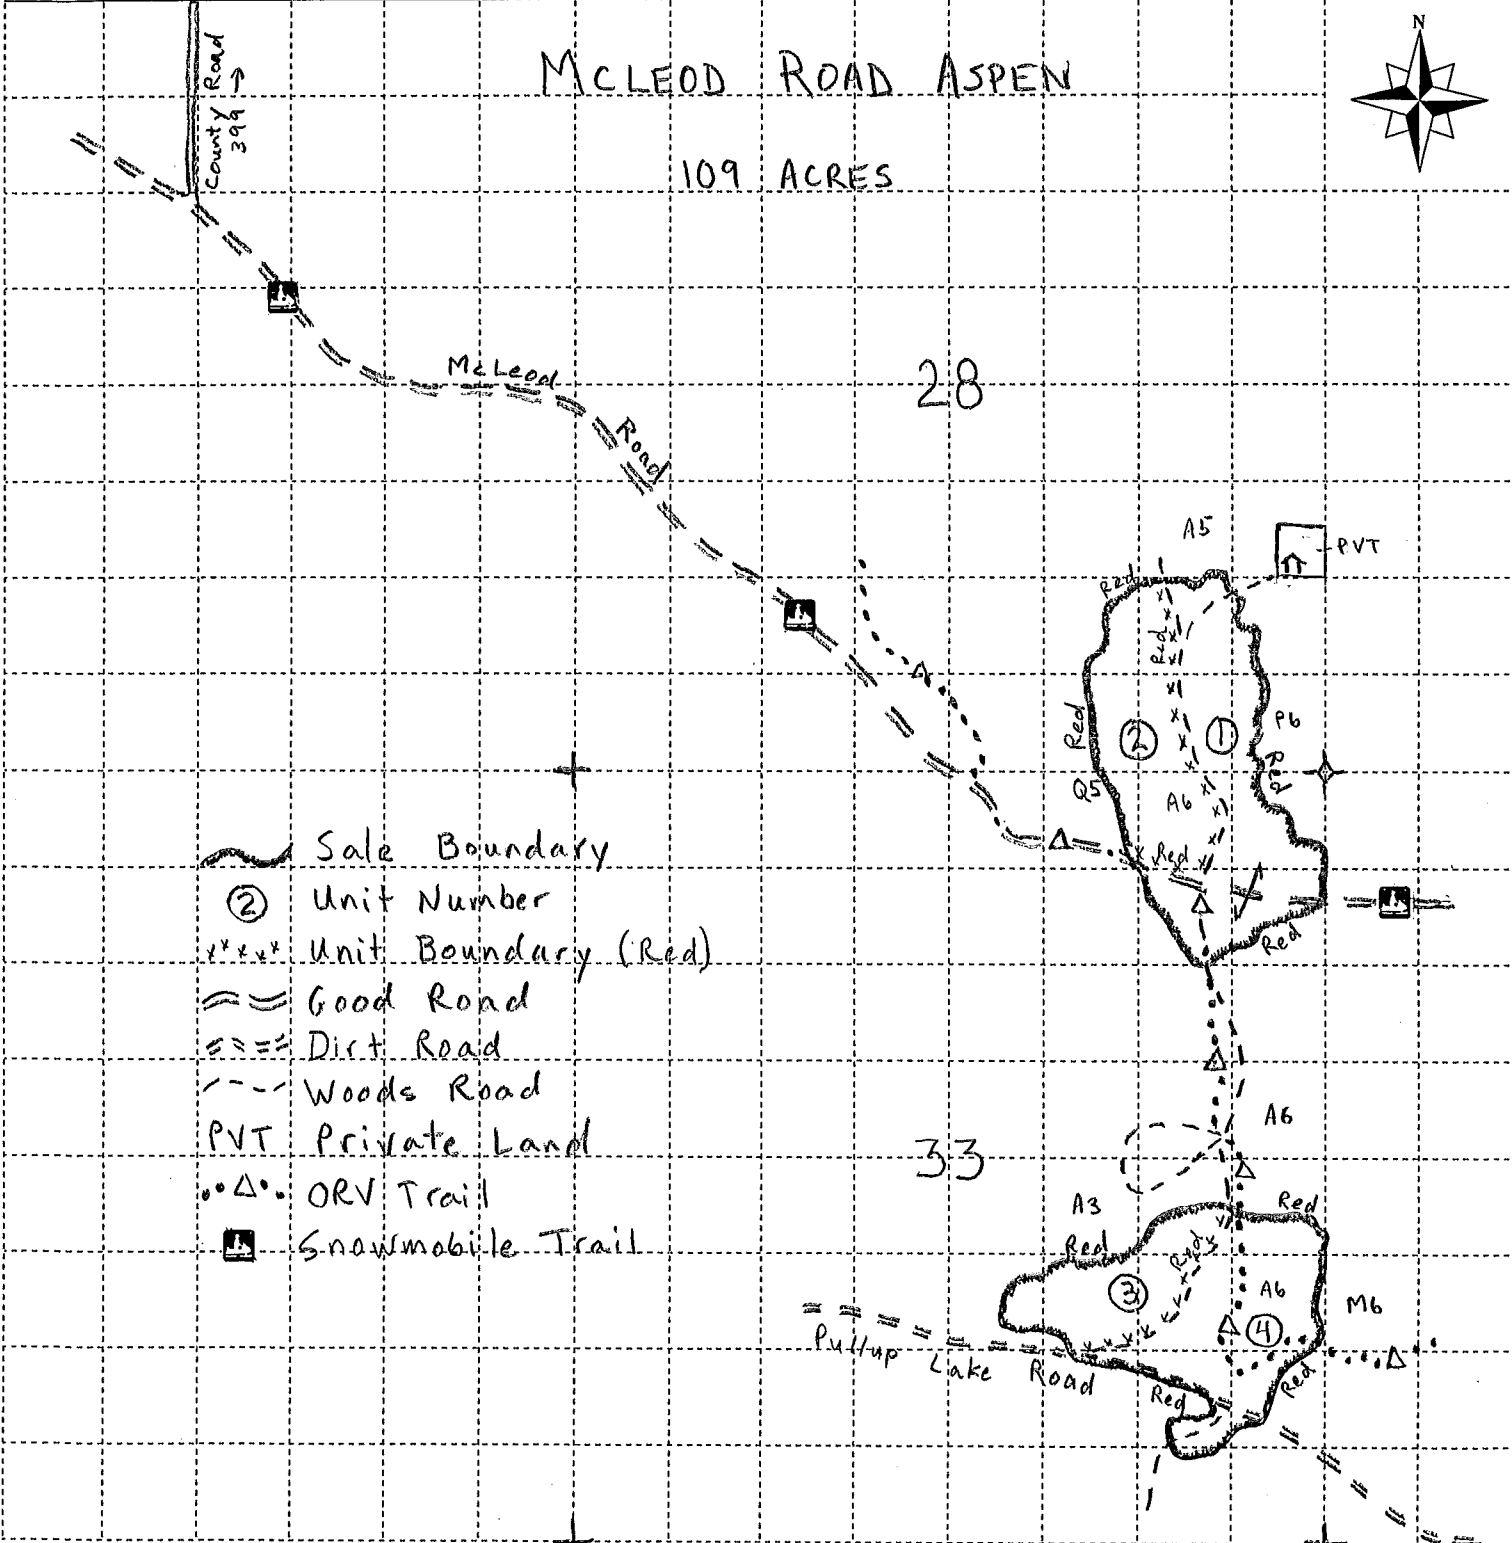 N
McLEOD ROAD ASPEN
County Road
399 →
109 ACRES
McLeod
Road
28
A5
PVT
Red
Red
Red
2
1
P6
Red
Q5
A6
Red
Red
Sale Boundary
2 Unit Number
x x x x x Unit Boundary (Red)
Good Road
Dirt Road
Woods Road
PVT Private Land
ORV Trail
Snowmobile Trail
A6
33
A3
Red
Red
Red
3
A6
M6
4
Pullup Lake Road
Red
Red